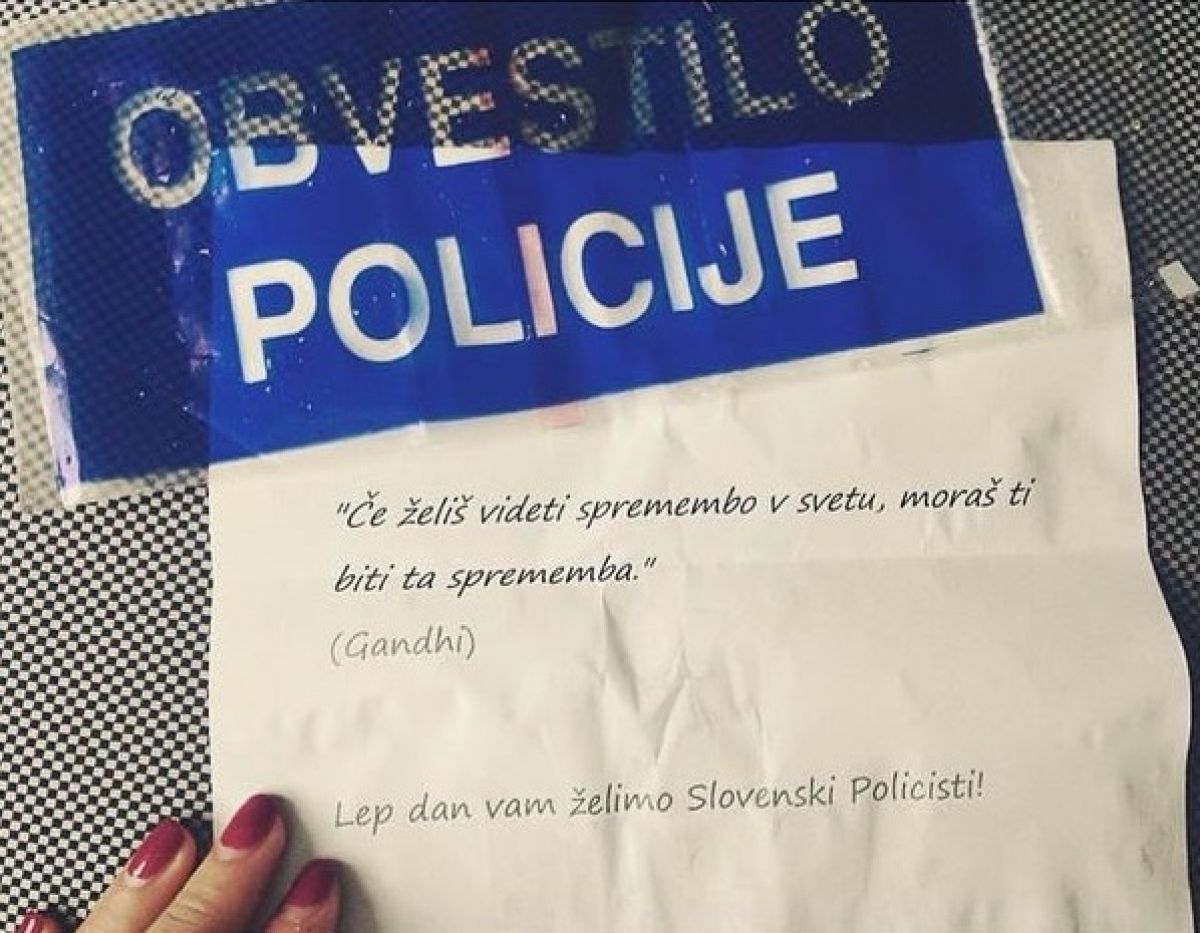 OBVESTILO
POLICIJE
"Če želiš videti spremembo v svetu, moraš ti
biti ta sprememba."
(Gandhi)
Lep dan vam želimo Slovenski Policisti!